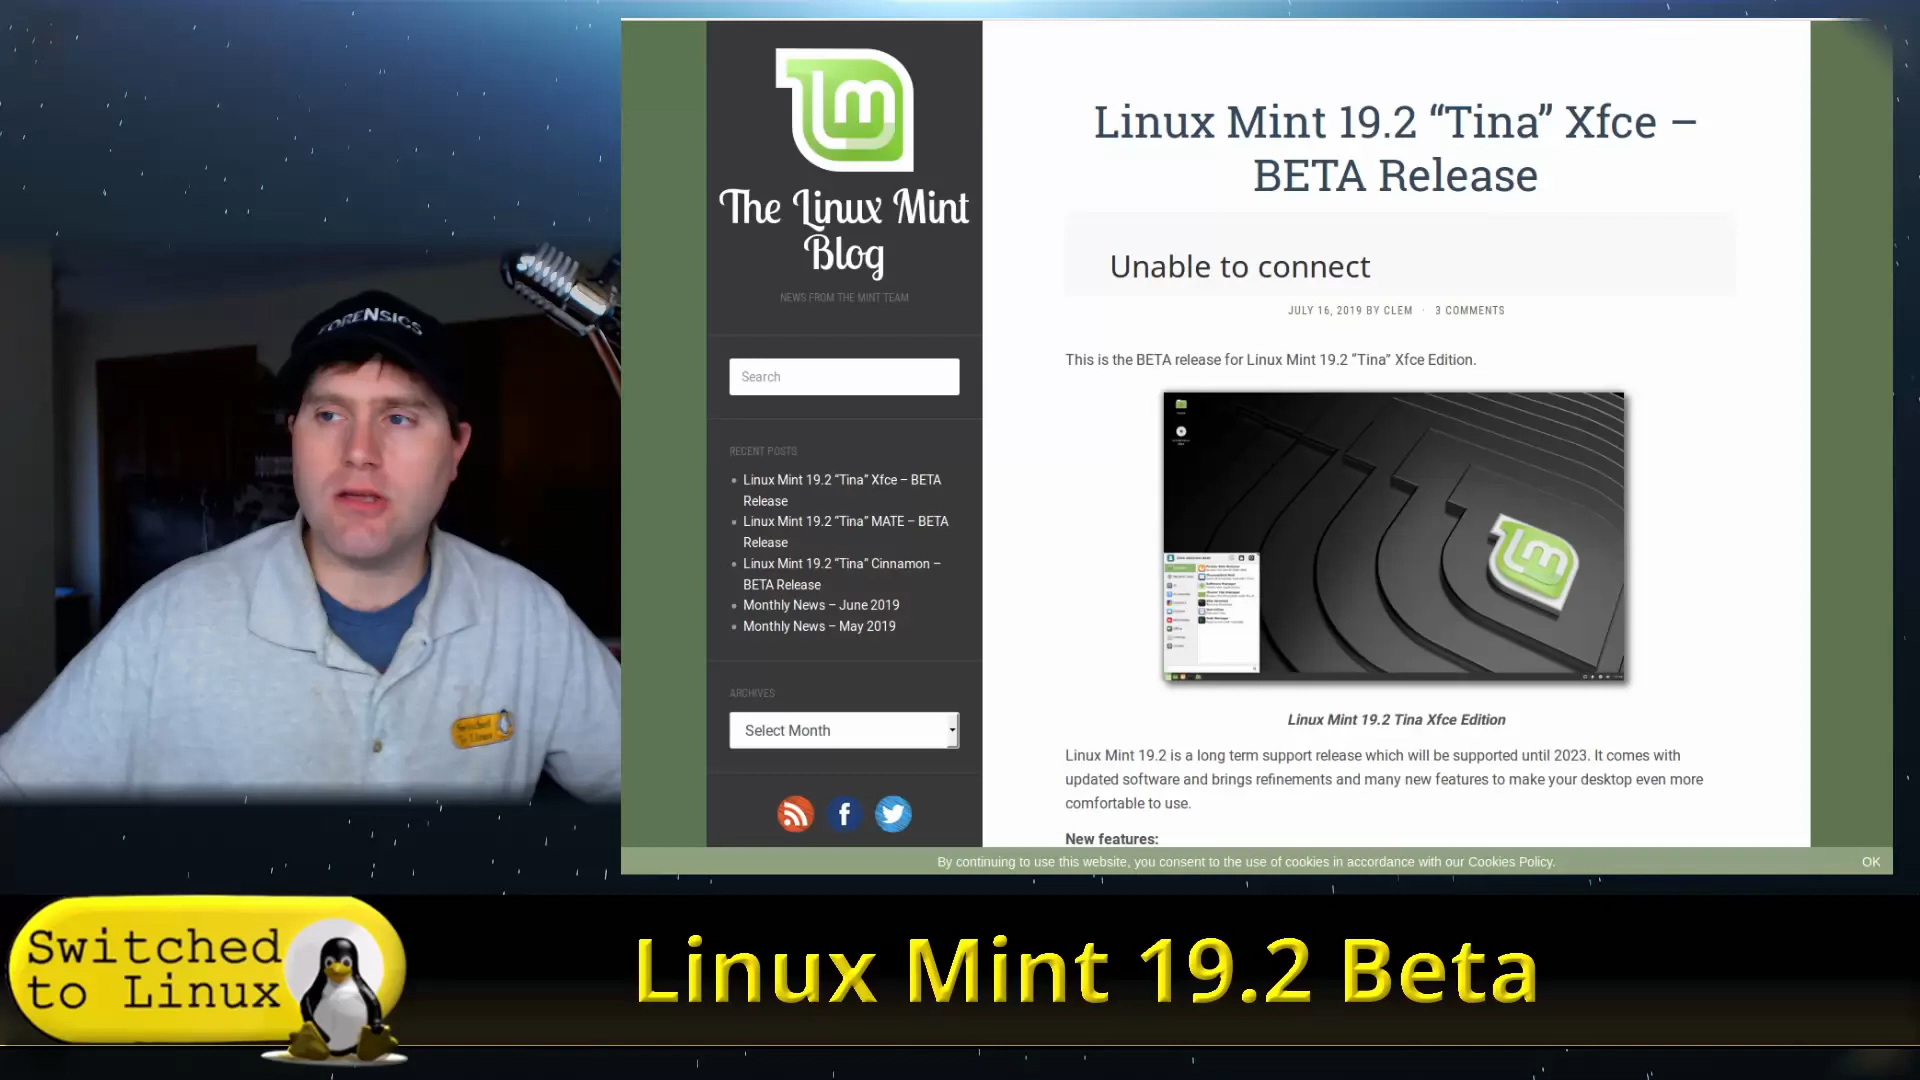 FORENSICS
Switched
To Linux
The Linux Mint
Blog
NEWS FROM THE MINT TEAM
Search
RECENT POSTS
Linux Mint 19.2 “Tina” Xfce – BETA
Release
Linux Mint 19.2 “Tina” MATE – BETA
Release
Linux Mint 19.2 “Tina” Cinnamon –
BETA Release
Monthly News – June 2019
Monthly News – May 2019
ARCHIVES
Select Month
Linux Mint 19.2 “Tina” Xfce –
BETA Release
Unable to connect
JULY 16, 2019 BY CLEM · 3 COMMENTS
This is the BETA release for Linux Mint 19.2 “Tina” Xfce Edition.
Linux Mint 19.2 Tina Xfce Edition
Linux Mint 19.2 is a long term support release which will be supported until 2023. It comes with
updated software and brings refinements and many new features to make your desktop even more
comfortable to use.
New features:
By continuing to use this website, you consent to the use of cookies in accordance with our Cookies Policy.
OK
Switched
to Linux
Linux Mint 19.2 Beta